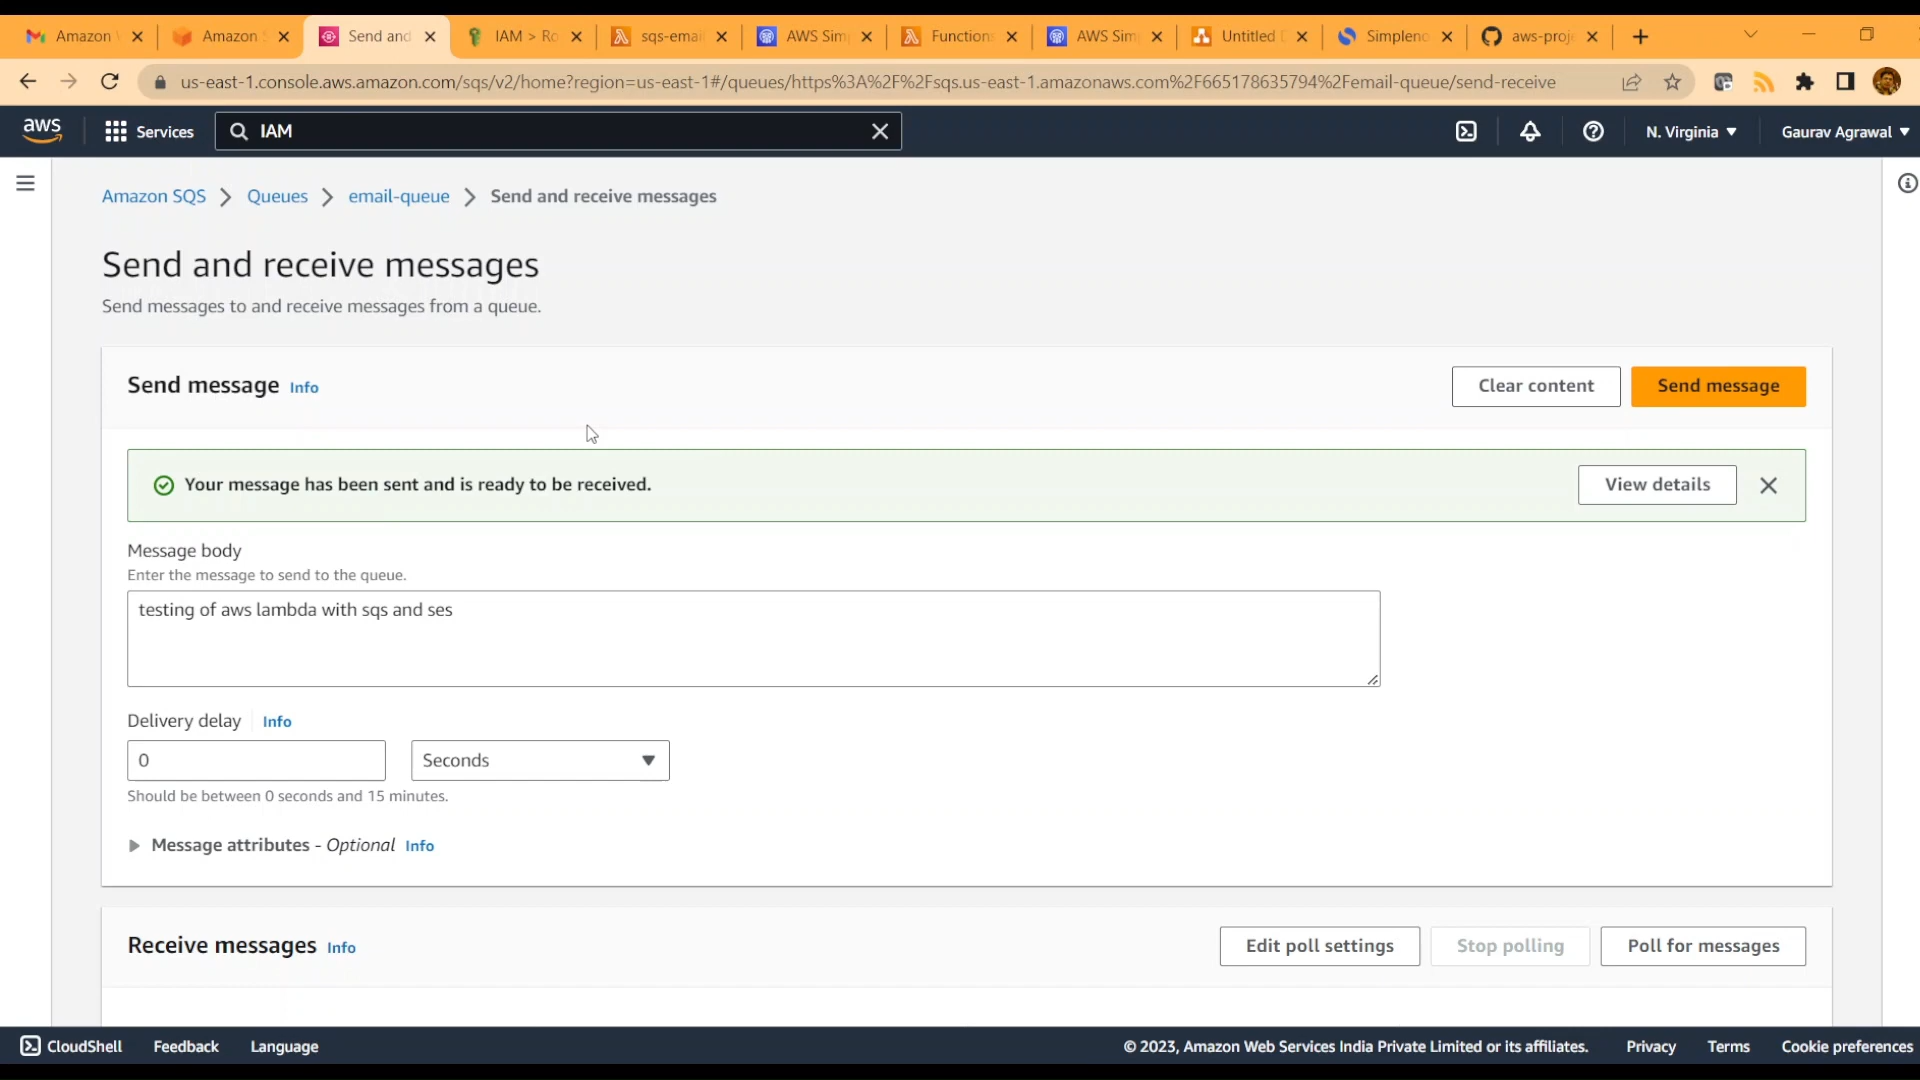 Amazon
Amazon S
Send and
IAM > Ro
sqs-emai
AWS Sim
Functions
AWS Sim
Untitled D
Simpleno
aws-proj
us-east-1.console.aws.amazon.com/sqs/v2/home?region=us-east-1#/queues/https%3A%2F%2Fsqs.us-east-1.amazonaws.com%2F665178635794%2Femail-queue/send-receive
aws
Services
IAM
N. Virginia
Gaurav Agrawal
Amazon SQS
Queues
email-queue
Send and receive messages
Send and receive messages
Send messages to and receive messages from a queue.
Send message Info
Clear content
Send message
Your message has been sent and is ready to be received.
View details
Message body
Enter the message to send to the queue.
testing of aws lambda with sqs and ses
Delivery delay Info
0
Seconds
Should be between 0 seconds and 15 minutes.
Message attributes - Optional Info
Receive messages Info
Edit poll settings
Stop polling
Poll for messages
CloudShell
Feedback
Language
© 2023, Amazon Web Services India Private Limited or its affiliates.
Privacy
Terms
Cookie preferences